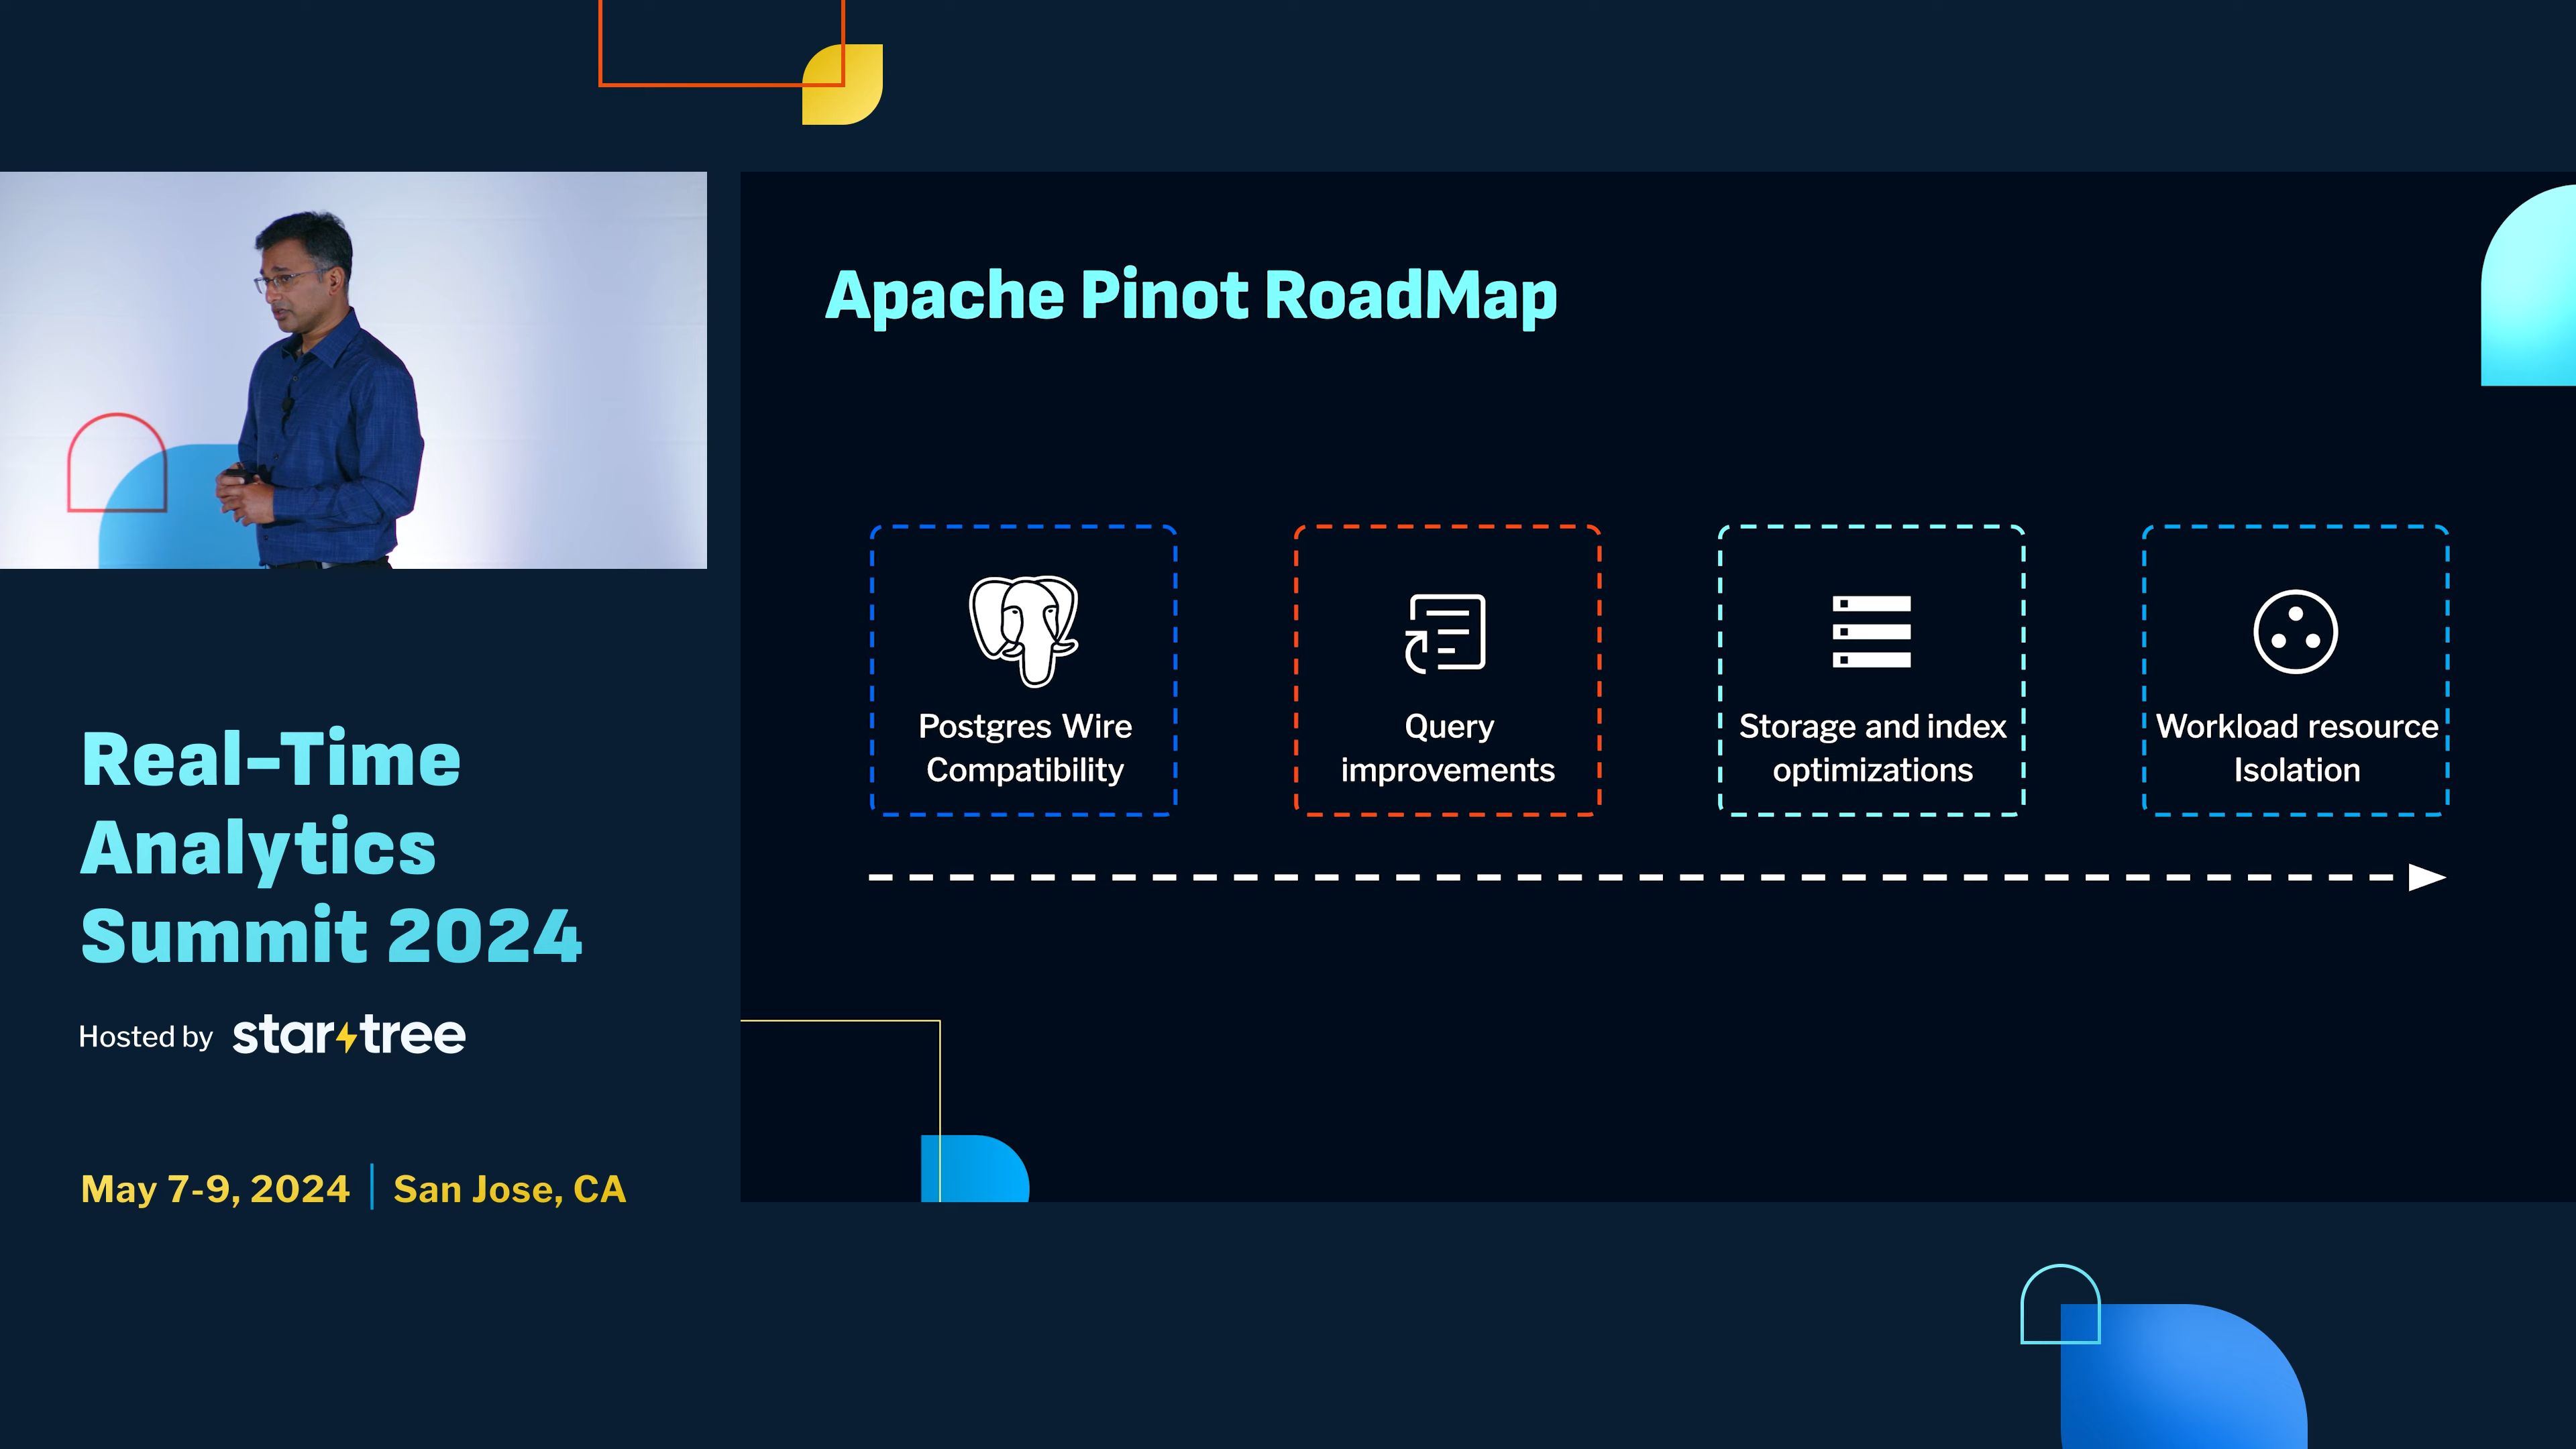 Apache Pinot RoadMap
Postgres Wire
Compatibility
Query
improvements
Storage and index
optimizations
Workload resource
Isolation
Real-Time
Analytics
Summit 2024
Hosted by startree
May 7-9, 2024 | San Jose, CA